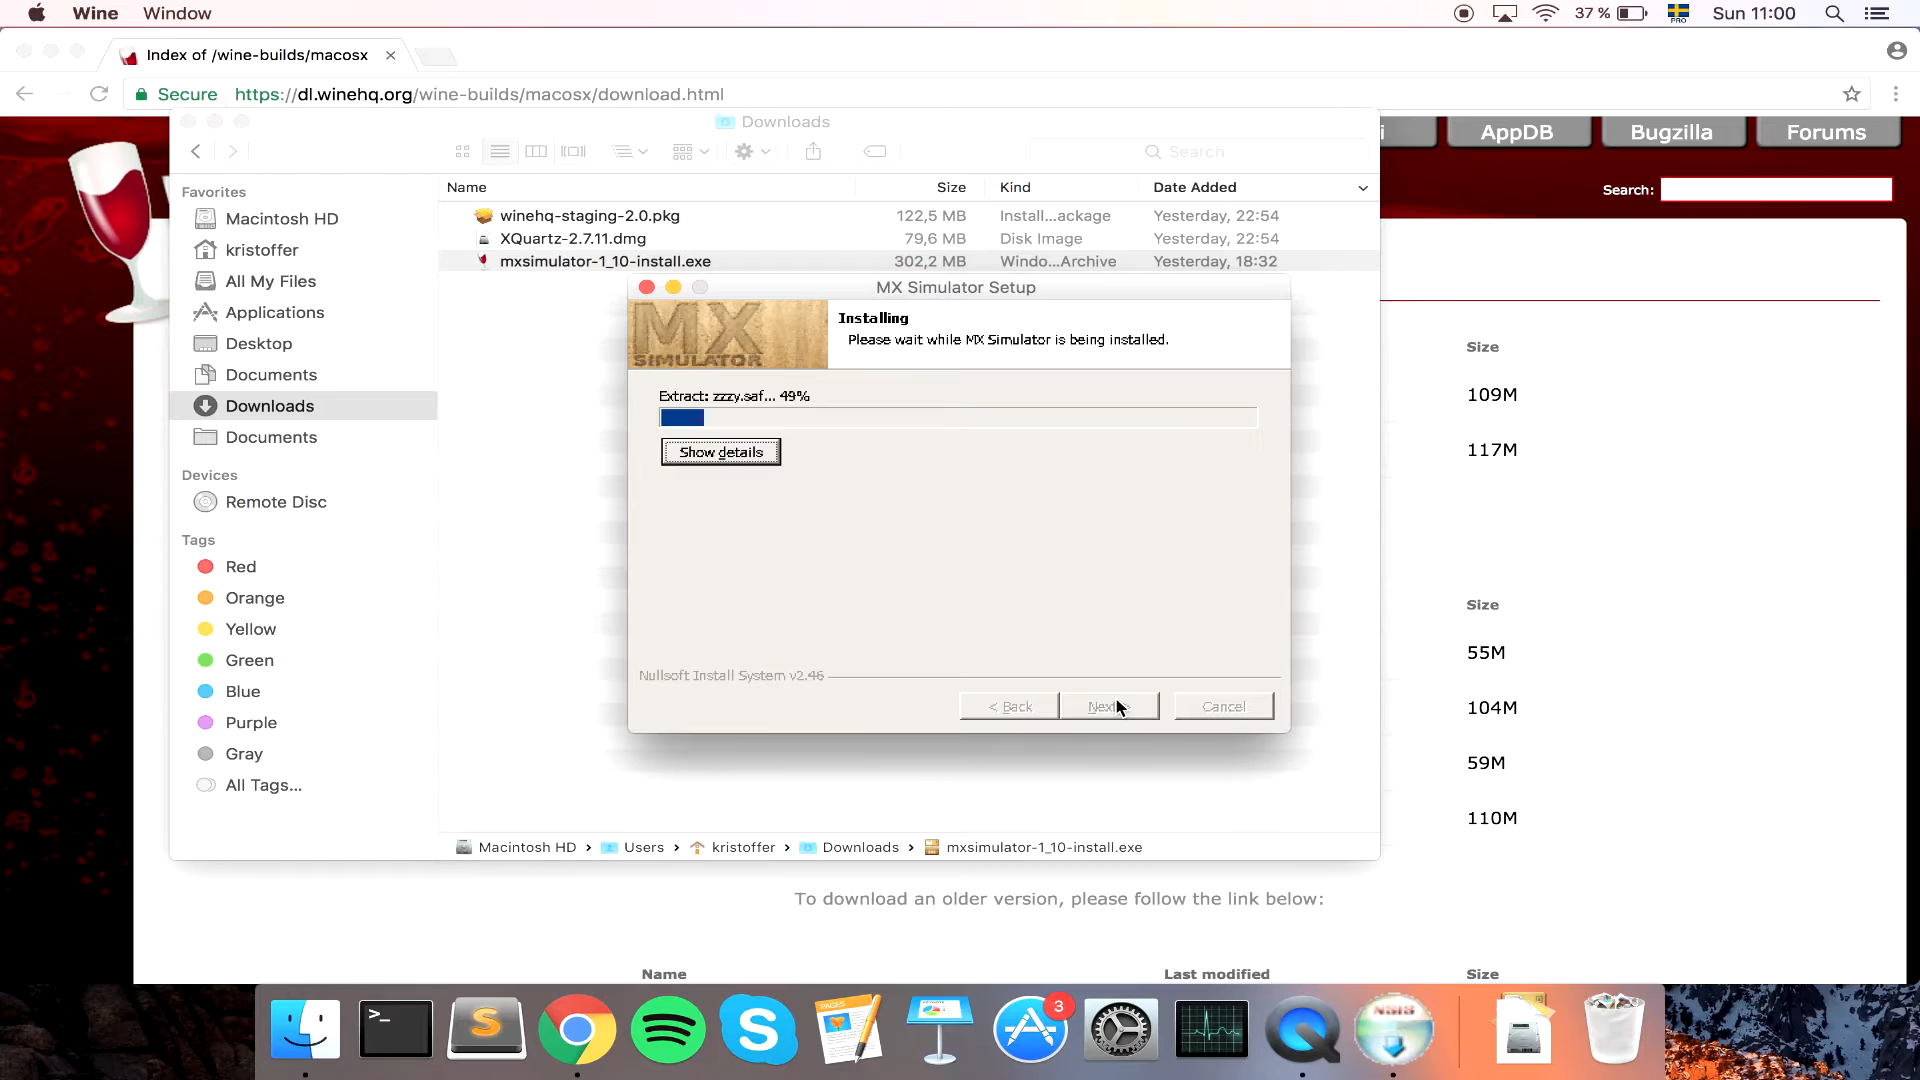 Wine Window
37 % PRO Sun 11:00
Index of /wine-builds/macosx
Secure https://dl.winehq.org/wine-builds/macosx/download.html
Downloads
Search
i AppDB Bugzilla Forums
Search:
Favorites
Macintosh HD
kristoffer
All My Files
Applications
Desktop
Documents
Downloads
Documents
Devices
Remote Disc
Tags
Red
Orange
Yellow
Green
Blue
Purple
Gray
All Tags...
Name Size Kind Date Added
winehq-staging-2.0.pkg 122,5 MB Install...ackage Yesterday, 22:54
XQuartz-2.7.11.dmg 79,6 MB Disk Image Yesterday, 22:54
mxsimulator-1_10-install.exe 302,2 MB Windo...Archive Yesterday, 18:32
MX Simulator Setup
MX
SIMULATOR
Installing
Please wait while MX Simulator is being installed.
Extract: zzzy.saf... 49%
Show details
Nullsoft Install System v2.46
< Back Next Cancel
Macintosh HD Users kristoffer Downloads mxsimulator-1_10-install.exe
Size
109M
117M
Size
55M
104M
59M
110M
To download an older version, please follow the link below:
Name Last modified Size
>_ S S PAGES 3 NSIS